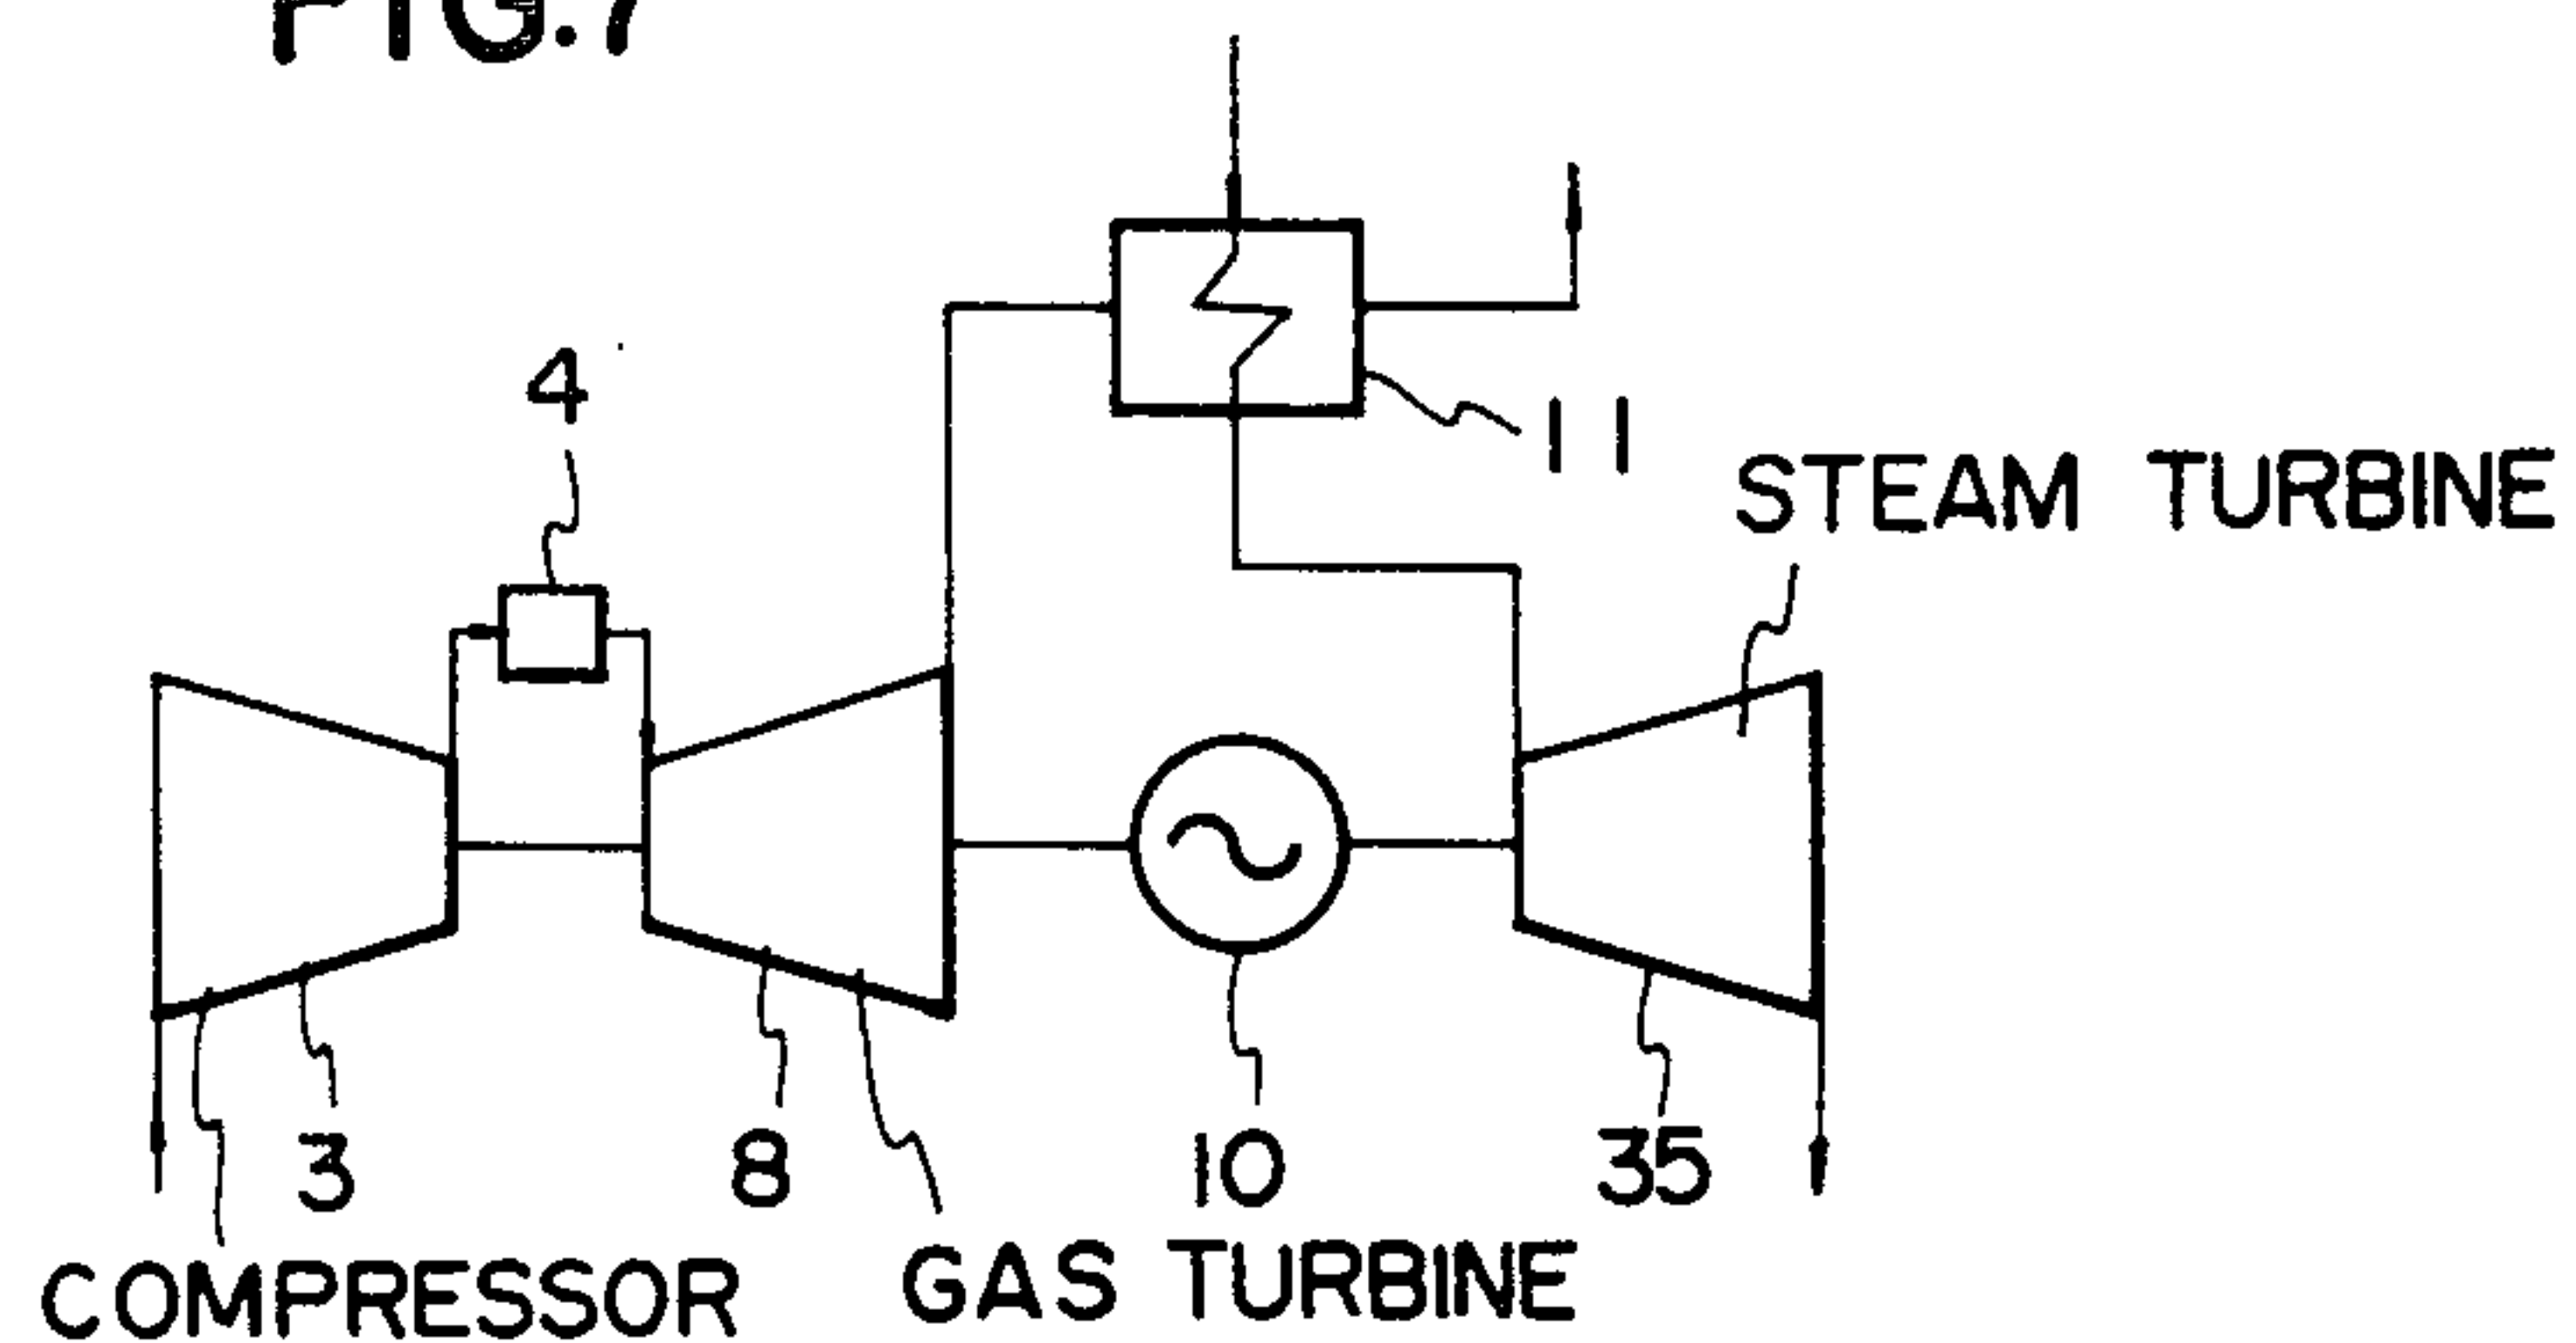 FIG.7
4
11
STEAM TURBINE
3
8
10
35
COMPRESSOR
GAS TURBINE